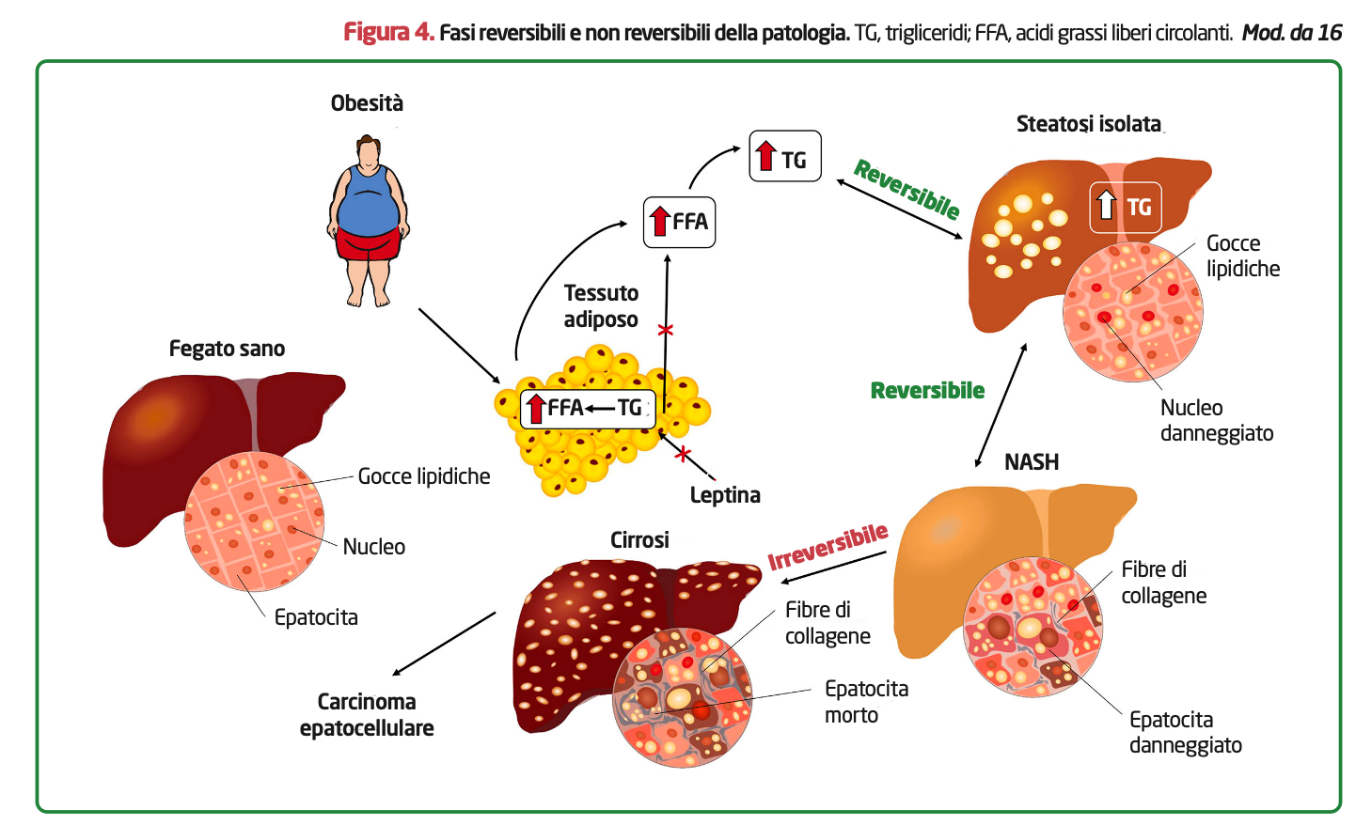 Figura 4. Fasi reversibili e non reversibili della patologia. TG, trigliceridi; FFA, acidi grassi liberi circolanti. Mod. da 16
Obesità
Steatosi isolata
TG
Reversibile
TG
FFA
Gocce
lipidiche
Tessuto
adiposo
Fegato sano
Reversibile
FFA
TG
Nucleo
danneggiato
NASH
Gocce lipidiche
Leptina
Nucleo
Cirrosi
Irreversibile
Fibre di
collagene
Epatocita
Fibre di
collagene
Epatocita
morto
Carcinoma
epatocellulare
Epatocita
danneggiato